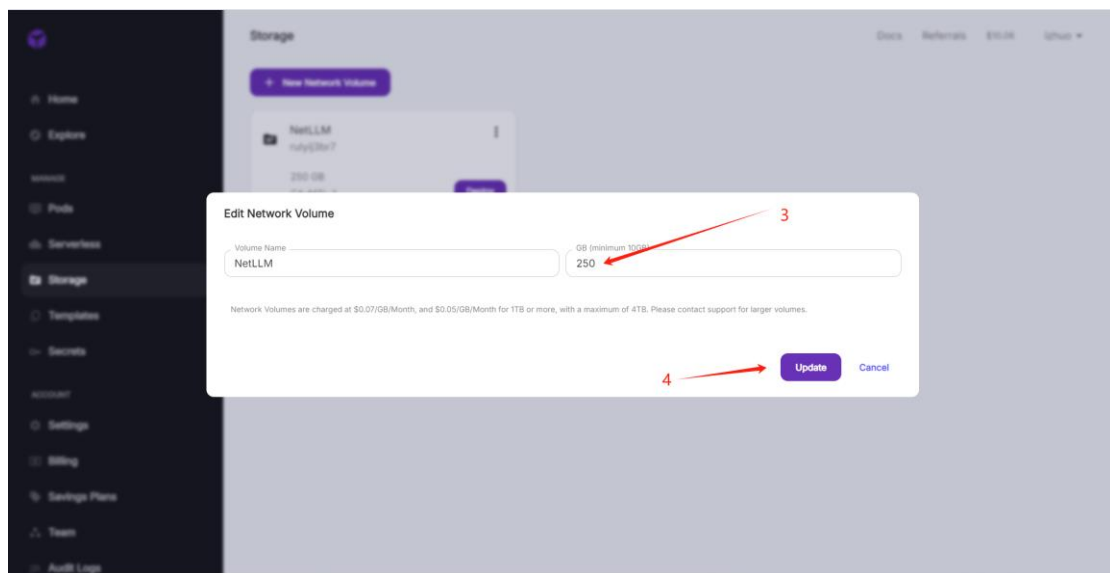 Storage
Docs Referrals
Home
+ New Network Volume
Explore
NetLLM
MANAGE
250 GB
Pods
Edit Network Volume
3
Serverless
Volume Name
GB (minimum 10GB)
NetLLM
250
Storage
Templates
Network Volumes are charged at $0.07/GB/Month, and $0.05/GB/Month for 1TB or more, with a maximum of 4TB. Please contact support for larger volumes.
Secrets
Update
Cancel
4
ACCOUNT
Settings
Billing
Savings Plans
Team
Audit Logs